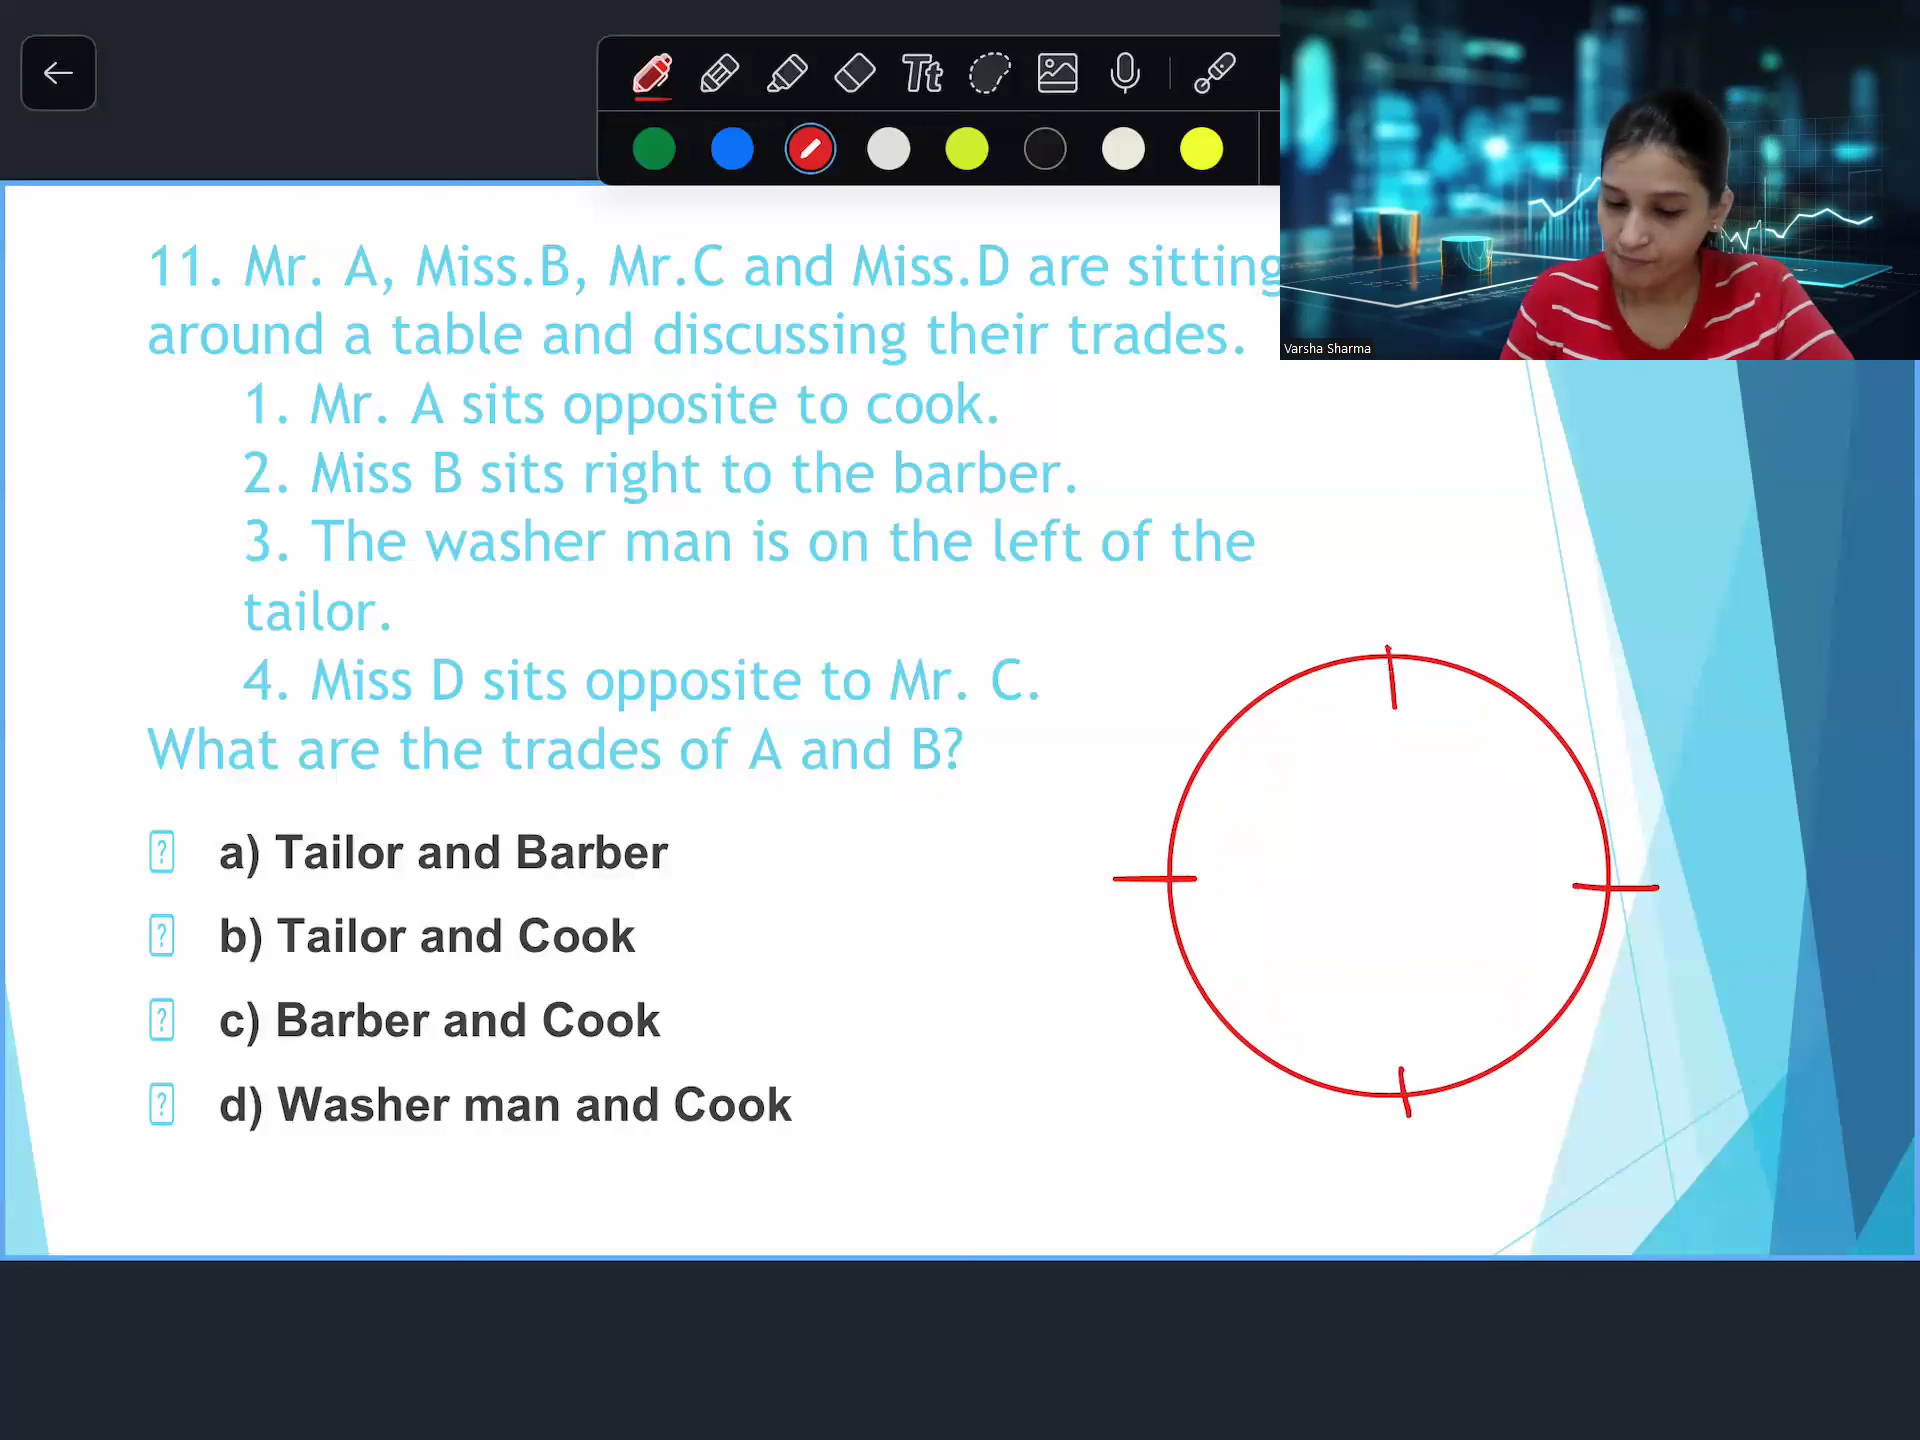 Tt
11. Mr. A, Miss.B, Mr.C and Miss.D are sitting
around a table and discussing their trades.
1. Mr. A sits opposite to cook.
2. Miss B sits right to the barber.
3. The washer man is on the left of the
tailor.
4. Miss D sits opposite to Mr. C.
What are the trades of A and B?
a) Tailor and Barber
b) Tailor and Cook
c) Barber and Cook
d) Washer man and Cook
Varsha Sharma